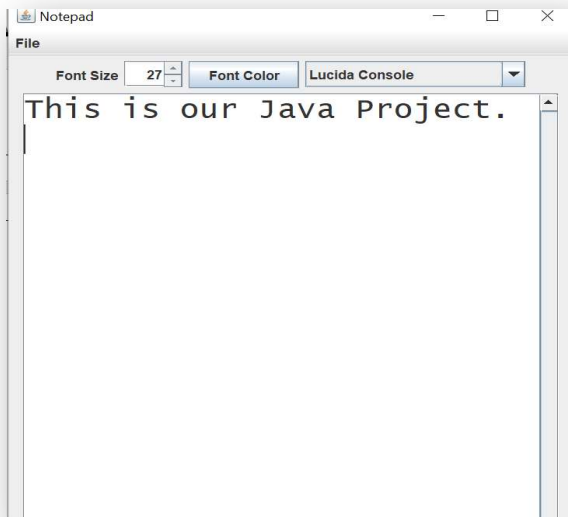 Notepad
File
Font Size 27 Font Color Lucida Console
This is our Java Project.